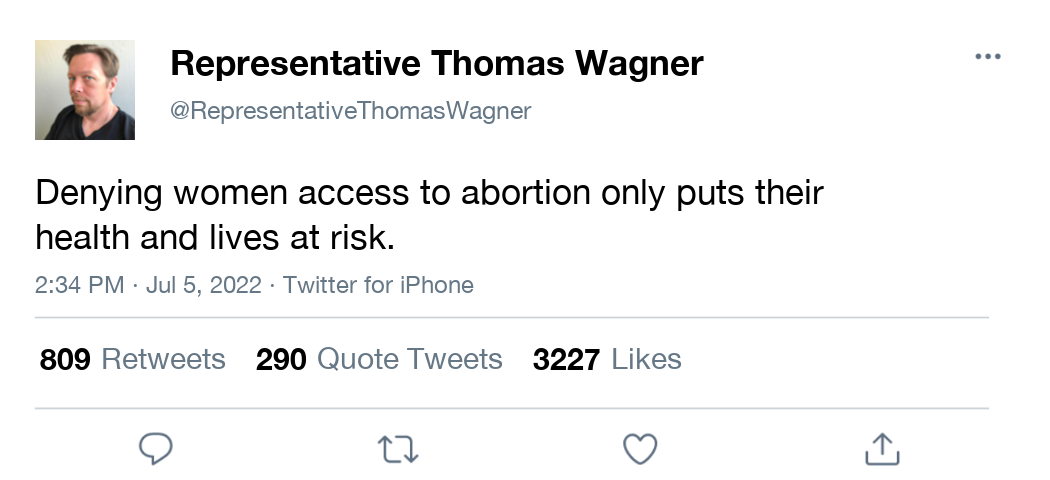 Representative Thomas Wagner
@RepresentativeThomasWagner
Denying women access to abortion only puts their
health and lives at risk.
2:34 PM · Jul 5, 2022 · Twitter for iPhone
809 Retweets 290 Quote Tweets 3227 Likes